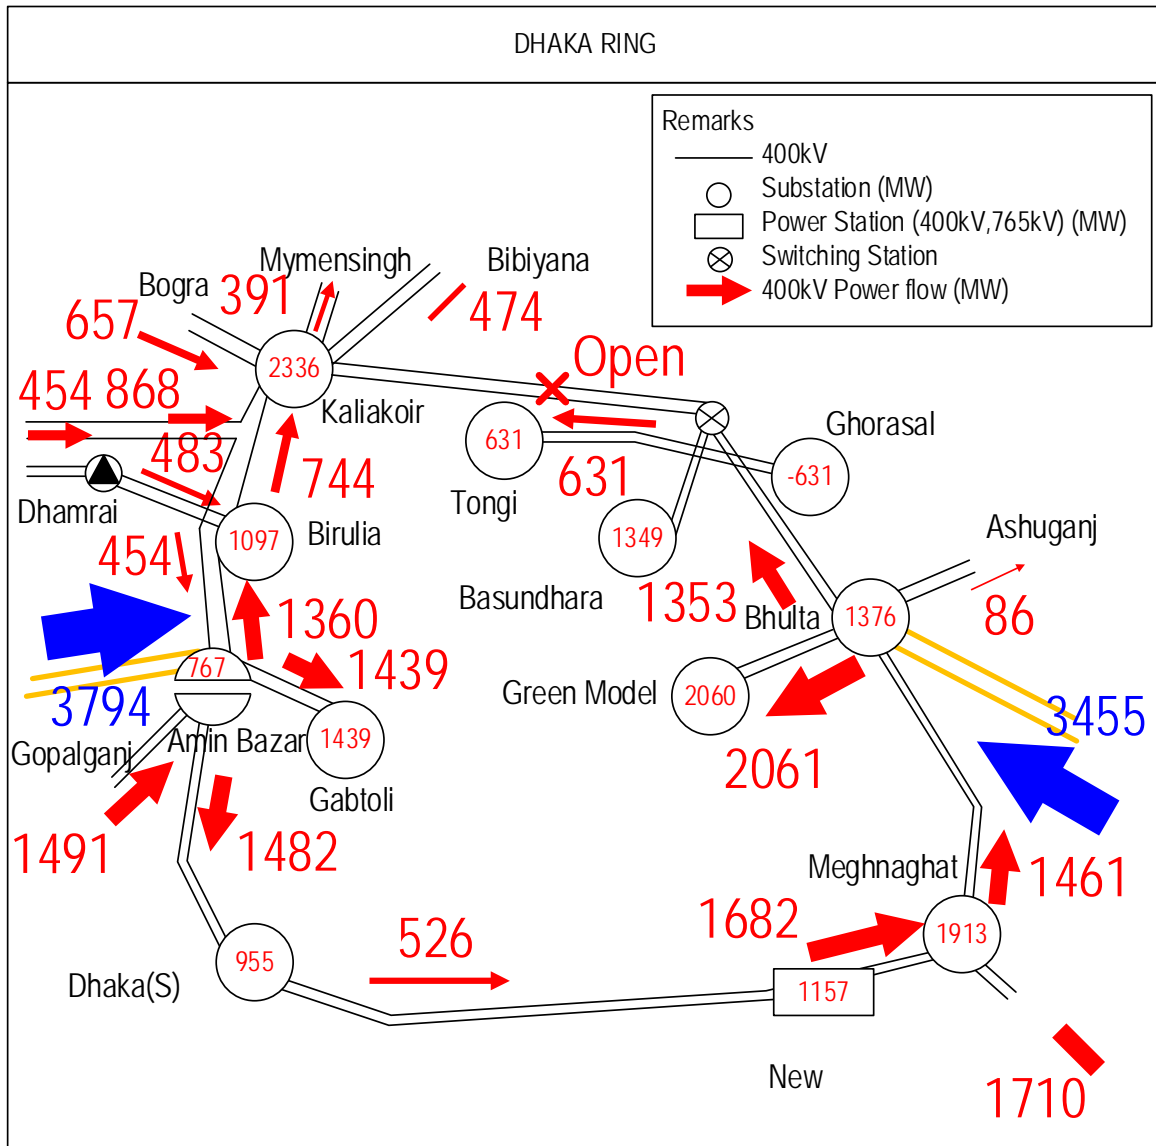 DHAKA RING
Remarks
400kV
Substation (MW)
Power Station (400kV,765kV) (MW)
Switching Station
400kV Power flow (MW)
Mymensingh
Bibiyana
Bogra
391
474
657
Open
2336
454
868
Kaliakoir
631
Ghorasal
483
744
Tongi
631
-631
Dhamrai
1097
Birulia
1349
Ashuganj
454
Basundhara
1353
Bhulta
1376
86
1360
767
1439
Green Model
2060
3794
3455
Gopalganj
Amin Bazar
1439
2061
Gabtoli
1491
1482
Meghnaghat
1461
1682
526
1913
955
Dhaka(S)
1157
New
1710